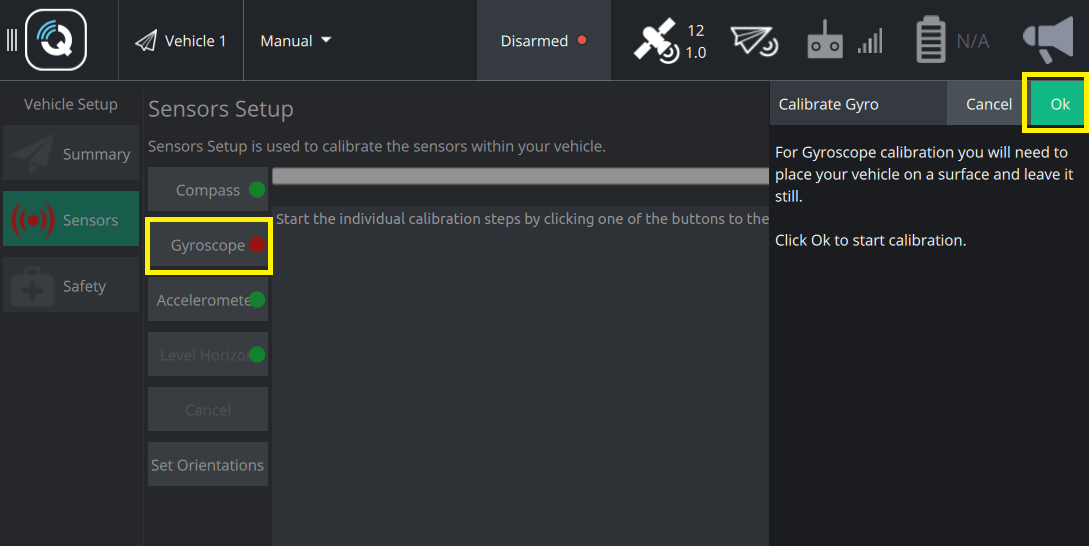 Vehicle 1
Manual
Disarmed
12
1.0
N/A
Vehicle Setup
Summary
Sensors
Safety
Sensors Setup
Sensors Setup is used to calibrate the sensors within your vehicle.
Compass
Gyroscope
Acceleromete
Level Horizon
Cancel
Set Orientations
Start the individual calibration steps by clicking one of the buttons to the
Calibrate Gyro
Cancel
Ok
For Gyroscope calibration you will need to
place your vehicle on a surface and leave it
still.
Click Ok to start calibration.